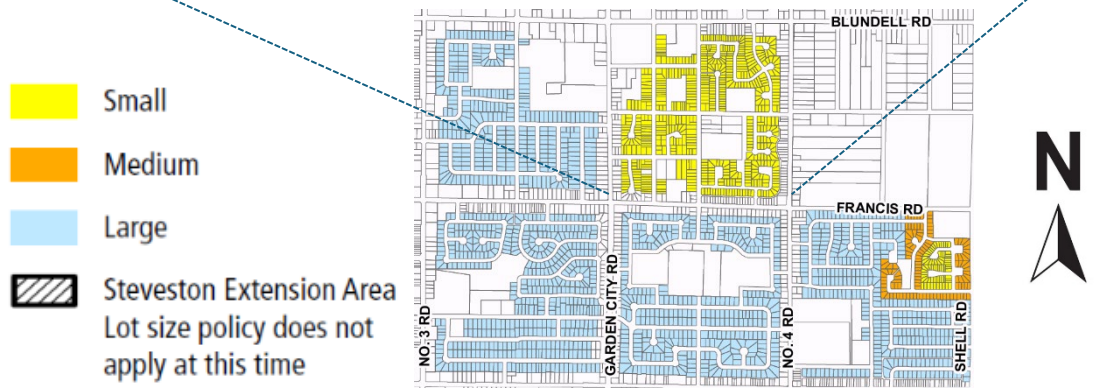 Small
Medium
Large
Steveston Extension Area
Lot size policy does not
apply at this time
BLUNDELL RD
FRANCIS RD
NO. 3 RD
GARDEN CITY RD
NO. 4 RD
SHELL RD
N